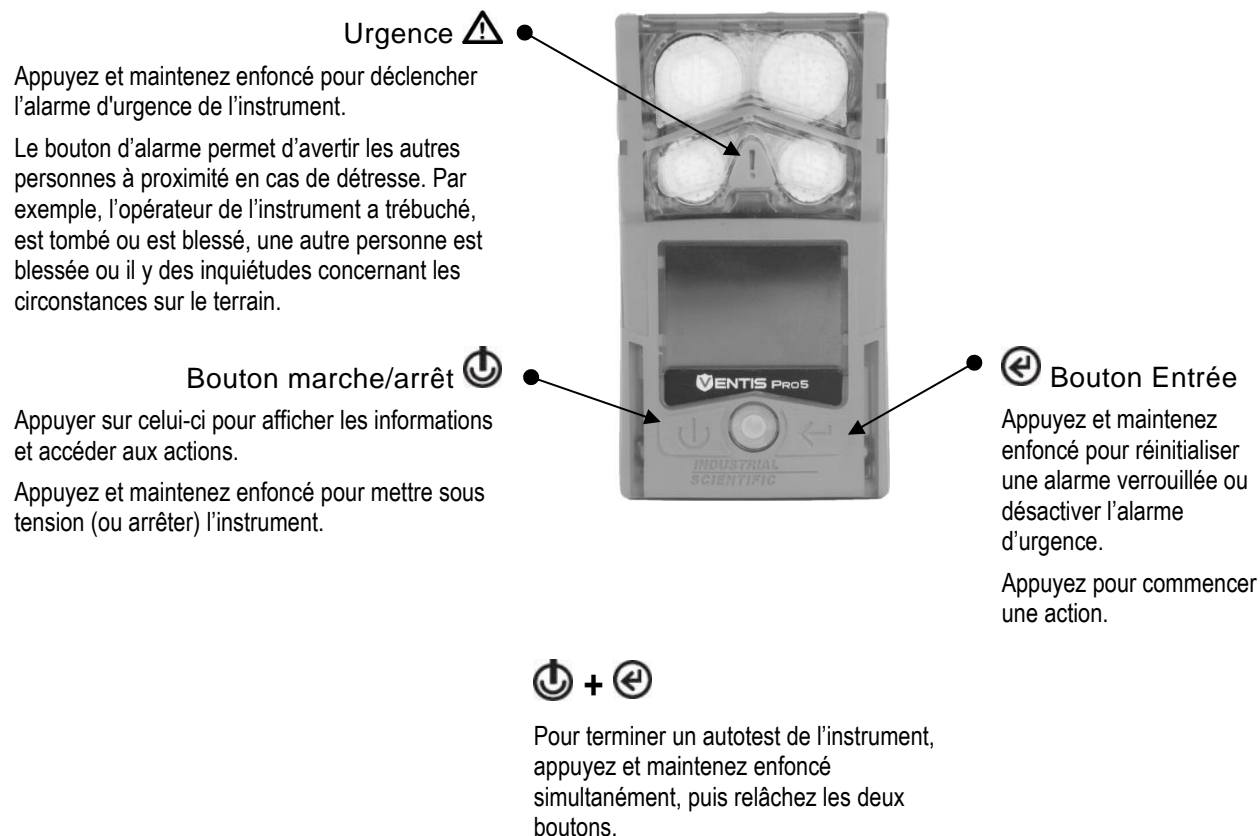 Urgence
Appuyez et maintenez enfoncé pour déclencher
l’alarme d'urgence de l’instrument.
Le bouton d’alarme permet d’avertir les autres
personnes à proximité en cas de détresse. Par
exemple, l’opérateur de l’instrument a trébuché,
est tombé ou est blessé, une autre personne est
blessée ou il y des inquiétudes concernant les
circonstances sur le terrain.
Bouton marche/arrêt
Appuyer sur celui-ci pour afficher les informations
et accéder aux actions.
Appuyez et maintenez enfoncé pour mettre sous
tension (ou arrêter) l’instrument.
!
VENTIS PRO5
INDUSTRIAL
SCIENTIFIC
Bouton Entrée
Appuyez et maintenez
enfoncé pour réinitialiser
une alarme verrouillée ou
désactiver l’alarme
d’urgence.
Appuyez pour commencer
une action.
+
Pour terminer un autotest de l’instrument,
appuyez et maintenez enfoncé
simultanément, puis relâchez les deux
boutons.